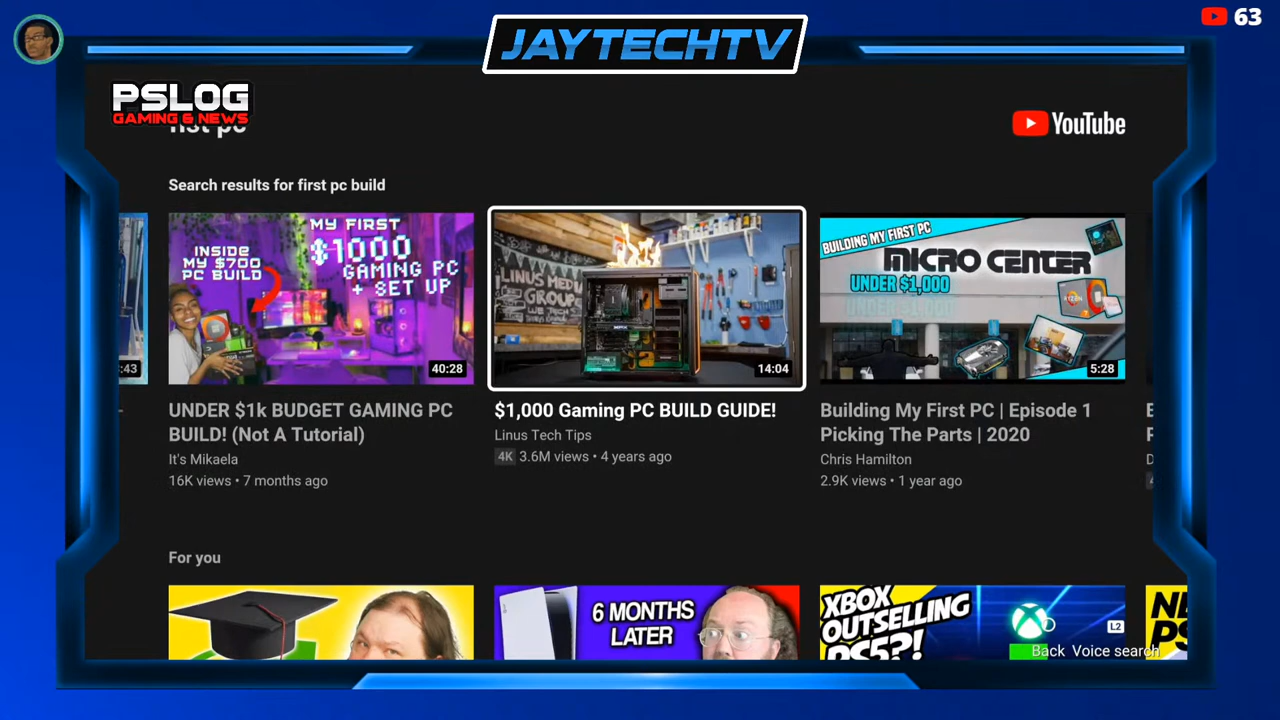 JAYTECHTV
63
PSLOG
GAMING & NEWS
YouTube
Search results for first pc build
INSIDE
MY $700
PC BUILD
MY FIRST
$1000
GAMING PC
+ SET UP
40:28
LINUS MEDIA
GROUPS
14:04
BUILDING MY FIRST PC
MICRO CENTER
UNDER $1,000
RYZEN
5:28
:43
UNDER $1k BUDGET GAMING PC
BUILD! (Not A Tutorial)
It's Mikaela
16K views • 7 months ago
$1,000 Gaming PC BUILD GUIDE!
Linus Tech Tips
4K 3.6M views • 4 years ago
Building My First PC | Episode 1
Picking The Parts | 2020
Chris Hamilton
2.9K views • 1 year ago
For you
6 MONTHS
LATER
XBOX
OUTSELLING
PS5?!
L2
Back Voice search